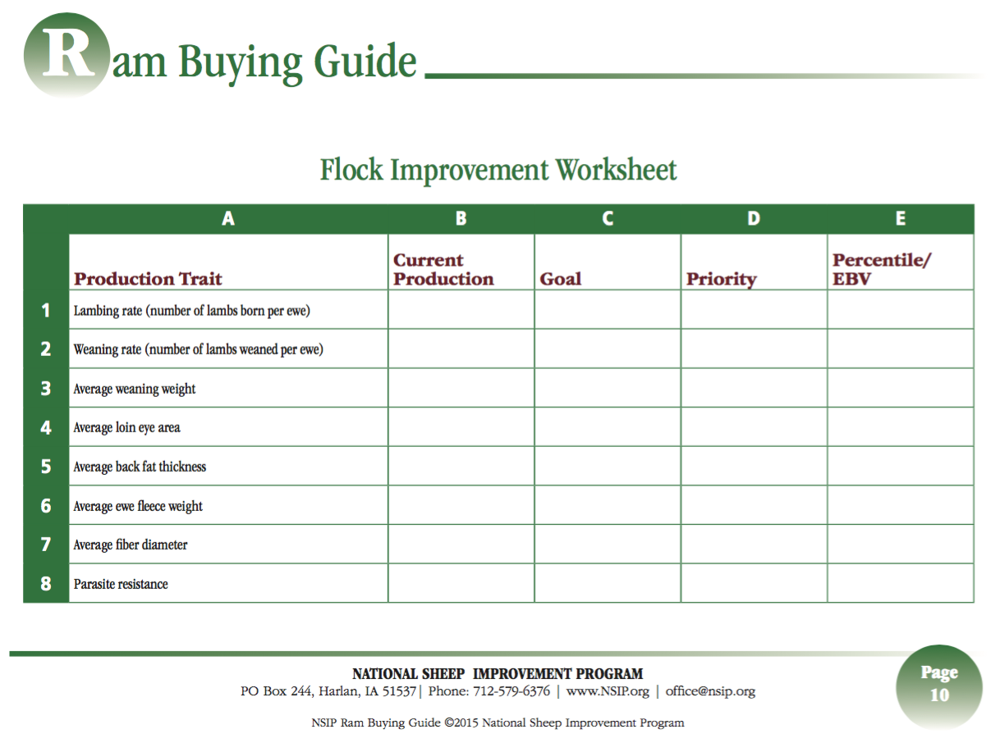 Ram Buying Guide
Flock Improvement Worksheet
A B C D E
Production Trait Current Production Goal Priority Percentile/ EBV
1 Lambing rate (number of lambs born per ewe)
2 Weaning rate (number of lambs weaned per ewe)
3 Average weaning weight
4 Average loin eye area
5 Average back fat thickness
6 Average ewe fleece weight
7 Average fiber diameter
8 Parasite resistance
NATIONAL SHEEP IMPROVEMENT PROGRAM
PO Box 244, Harlan, IA 51537| Phone: 712-579-6376 | www.NSIP.org | office@nsip.org
NSIP Ram Buying Guide ©2015 National Sheep Improvement Program
Page
10